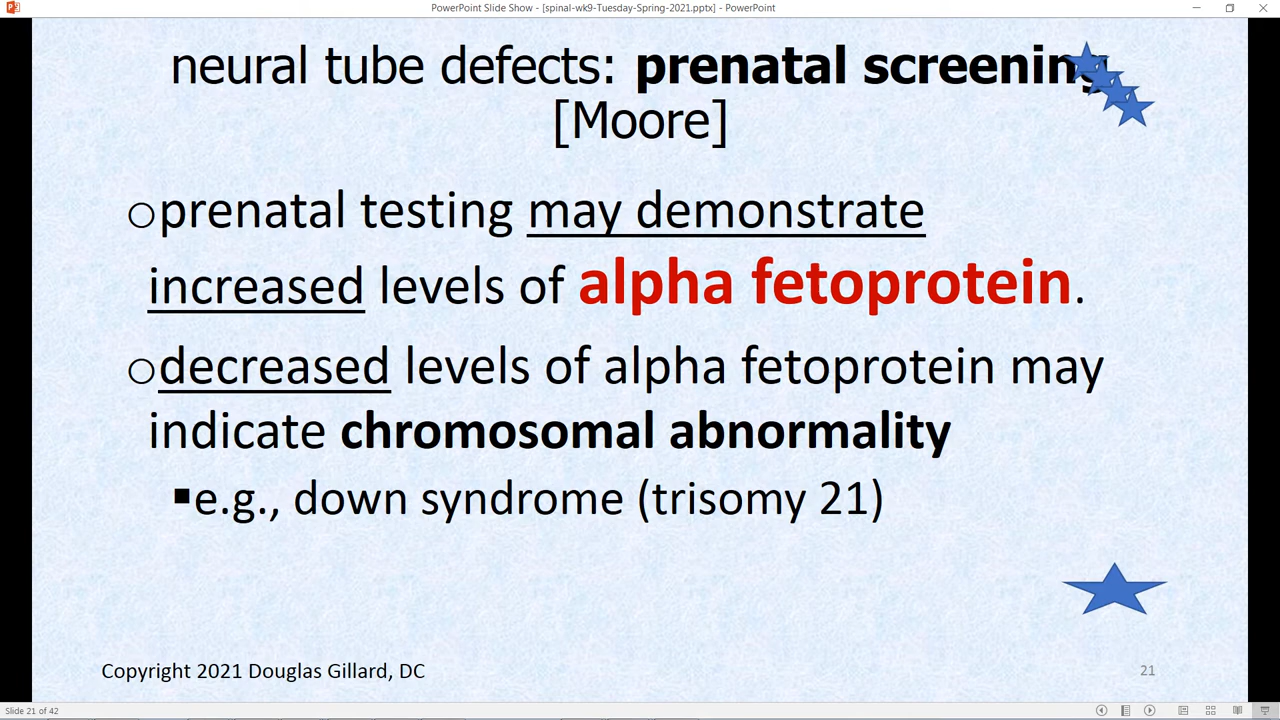 PowerPoint Slide Show - [spinal-wk9-Tuesday-Spring-2021.pptx] - PowerPoint
neural tube defects: prenatal screening
[Moore]
oprenatal testing may demonstrate
increased levels of alpha fetoprotein.
odecreased levels of alpha fetoprotein may
indicate chromosomal abnormality
▪e.g., down syndrome (trisomy 21)
Copyright 2021 Douglas Gillard, DC
21
Slide 21 of 42